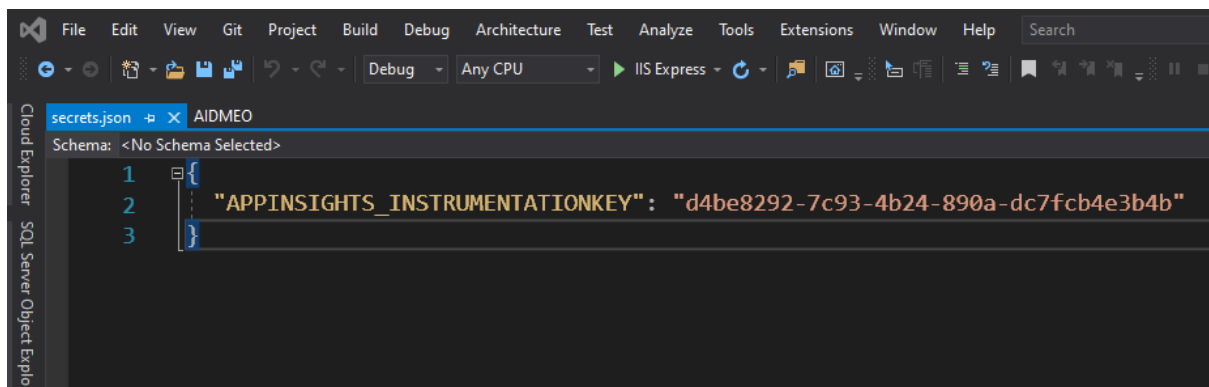 File Edit View Git Project Build Debug Architecture Test Analyze Tools Extensions Window Help Search
Debug Any CPU IIS Express
secrets.json AIDMEO
Schema: <No Schema Selected>
1 {
2 "APPINSIGHTS_INSTRUMENTATIONKEY": "d4be8292-7c93-4b24-890a-dc7fcb4e3b4b"
3 }
Cloud Explorer
SQL Server Object Explo